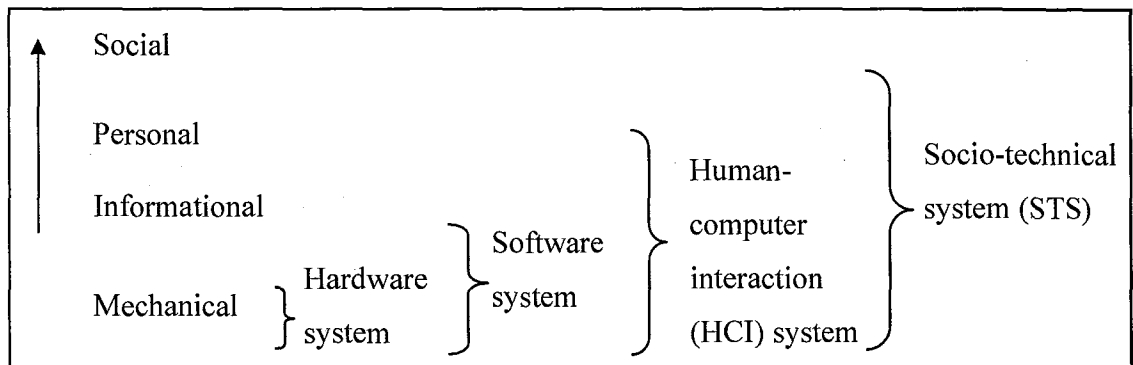 Social
Personal
Informational
Mechanical
Hardware
system
Software
system
Human-
computer
interaction
(HCI) system
Socio-technical
system (STS)